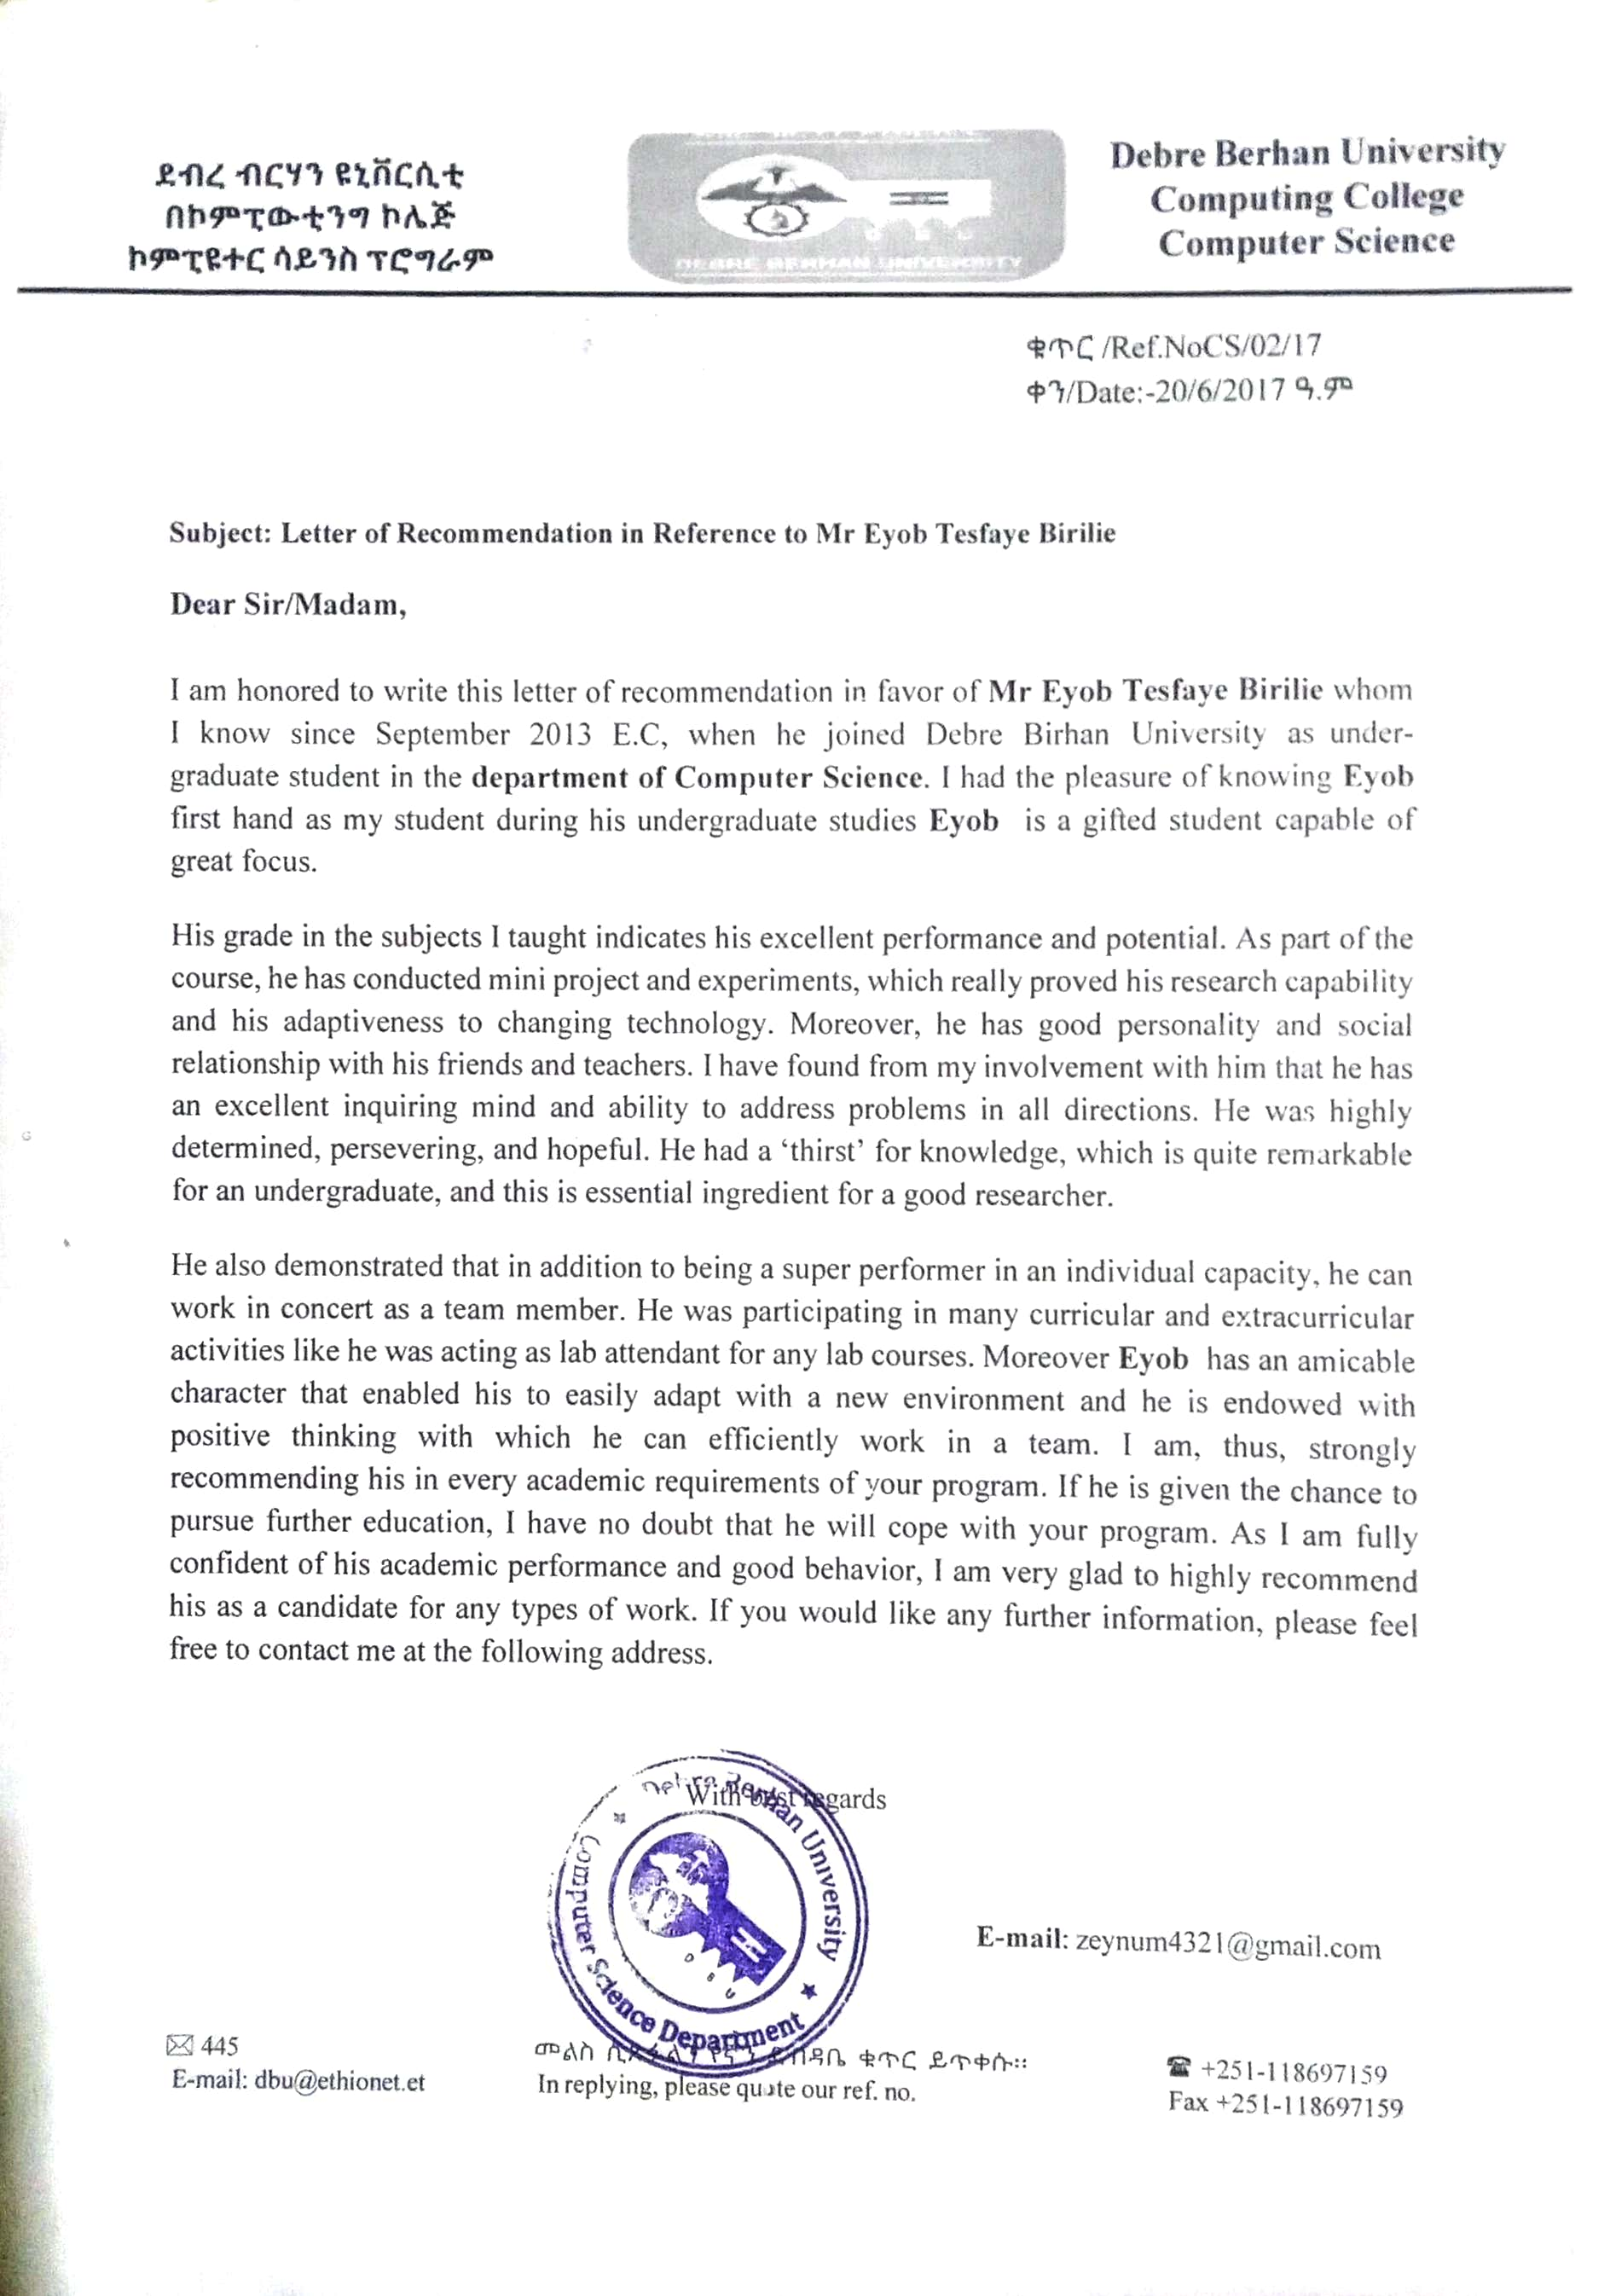 ደብረ ብርሃን ዩኒቨርሲቲ
በኮምፒውቲንግ ኮሌጅ
ኮምፒዩተር ሳይንስ ፕሮግራም
DEBRE BERHAN UNIVERSITY
Debre Berhan University
Computing College
Computer Science
ቁጥር /Ref.NoCS/02/17
ቀን/Date:-20/6/2017 ዓ.ም
Subject: Letter of Recommendation in Reference to Mr Eyob Tesfaye Birilie
Dear Sir/Madam,
I am honored to write this letter of recommendation in favor of Mr Eyob Tesfaye Birilie whom
I know since September 2013 E.C, when he joined Debre Birhan University as under-
graduate student in the department of Computer Science. I had the pleasure of knowing Eyob
first hand as my student during his undergraduate studies Eyob is a gifted student capable of
great focus.
His grade in the subjects I taught indicates his excellent performance and potential. As part of the
course, he has conducted mini project and experiments, which really proved his research capability
and his adaptiveness to changing technology. Moreover, he has good personality and social
relationship with his friends and teachers. I have found from my involvement with him that he has
an excellent inquiring mind and ability to address problems in all directions. He was highly
determined, persevering, and hopeful. He had a ‘thirst’ for knowledge, which is quite remarkable
for an undergraduate, and this is essential ingredient for a good researcher.
He also demonstrated that in addition to being a super performer in an individual capacity, he can
work in concert as a team member. He was participating in many curricular and extracurricular
activities like he was acting as lab attendant for any lab courses. Moreover Eyob has an amicable
character that enabled his to easily adapt with a new environment and he is endowed with
positive thinking with which he can efficiently work in a team. I am, thus, strongly
recommending his in every academic requirements of your program. If he is given the chance to
pursue further education, I have no doubt that he will cope with your program. As I am fully
confident of his academic performance and good behavior, I am very glad to highly recommend
his as a candidate for any types of work. If you would like any further information, please feel
free to contact me at the following address.
With best regards
Debre Berhan University
Computer Science Department
D B U
E-mail: zeynum4321@gmail.com
445
E-mail: dbu@ethionet.et
መልስ ቁጥር ይጥቀሱ፡፡
In replying, please quote our ref. no.
+251-118697159
Fax +251-118697159